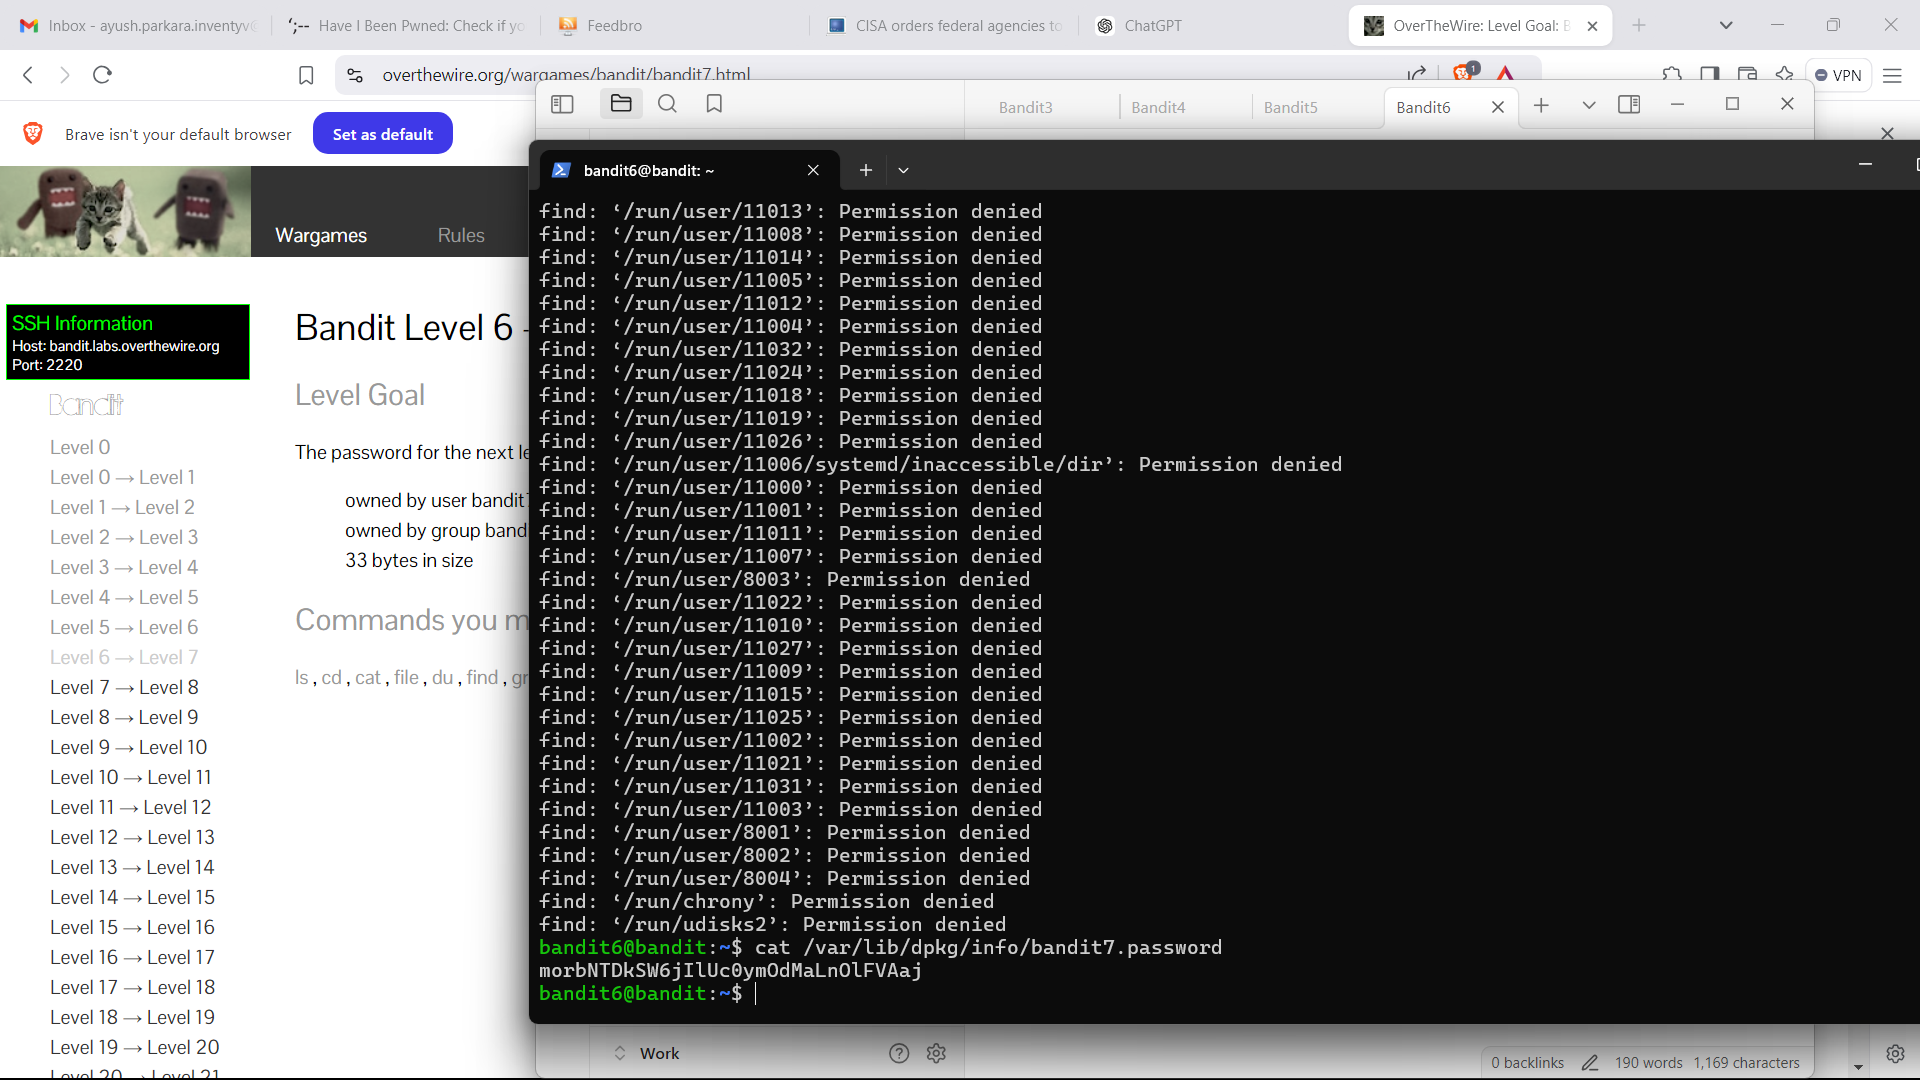 Inbox - ayush.parkara.inventyv@
Have I Been Pwned: Check if yo
Feedbro
CISA orders federal agencies to
ChatGPT
OverTheWire: Level Goal: B
overthewire.org/wargames/bandit/bandit7.html
1
VPN
Brave isn't your default browser
Set as default
Bandit3
Bandit4
Bandit5
Bandit6
Wargames
Rules
SSH Information
Host: bandit.labs.overthewire.org
Port: 2220
Bandit
Level 0
Level 0 → Level 1
Level 1 → Level 2
Level 2 → Level 3
Level 3 → Level 4
Level 4 → Level 5
Level 5 → Level 6
Level 6 → Level 7
Level 7 → Level 8
Level 8 → Level 9
Level 9 → Level 10
Level 10 → Level 11
Level 11 → Level 12
Level 12 → Level 13
Level 13 → Level 14
Level 14 → Level 15
Level 15 → Level 16
Level 16 → Level 17
Level 17 → Level 18
Level 18 → Level 19
Level 19 → Level 20
Level 20 → Level 21
Bandit Level 6
Level Goal
The password for the next le
owned by user bandit7
owned by group band
33 bytes in size
Commands you m
ls , cd , cat , file , du , find , gr
bandit6@bandit: ~
find: ‘/run/user/11013’: Permission denied
find: ‘/run/user/11008’: Permission denied
find: ‘/run/user/11014’: Permission denied
find: ‘/run/user/11005’: Permission denied
find: ‘/run/user/11012’: Permission denied
find: ‘/run/user/11004’: Permission denied
find: ‘/run/user/11032’: Permission denied
find: ‘/run/user/11024’: Permission denied
find: ‘/run/user/11018’: Permission denied
find: ‘/run/user/11019’: Permission denied
find: ‘/run/user/11026’: Permission denied
find: ‘/run/user/11006/systemd/inaccessible/dir’: Permission denied
find: ‘/run/user/11000’: Permission denied
find: ‘/run/user/11001’: Permission denied
find: ‘/run/user/11011’: Permission denied
find: ‘/run/user/11007’: Permission denied
find: ‘/run/user/8003’: Permission denied
find: ‘/run/user/11022’: Permission denied
find: ‘/run/user/11010’: Permission denied
find: ‘/run/user/11027’: Permission denied
find: ‘/run/user/11009’: Permission denied
find: ‘/run/user/11015’: Permission denied
find: ‘/run/user/11025’: Permission denied
find: ‘/run/user/11002’: Permission denied
find: ‘/run/user/11021’: Permission denied
find: ‘/run/user/11031’: Permission denied
find: ‘/run/user/11003’: Permission denied
find: ‘/run/user/8001’: Permission denied
find: ‘/run/user/8002’: Permission denied
find: ‘/run/user/8004’: Permission denied
find: ‘/run/chrony’: Permission denied
find: ‘/run/udisks2’: Permission denied
bandit6@bandit:~$ cat /var/lib/dpkg/info/bandit7.password
morbNTDkSW6jIlUc0ymOdMaLnOlFVAaj
bandit6@bandit:~$
Work
0 backlinks
190 words
1,169 characters